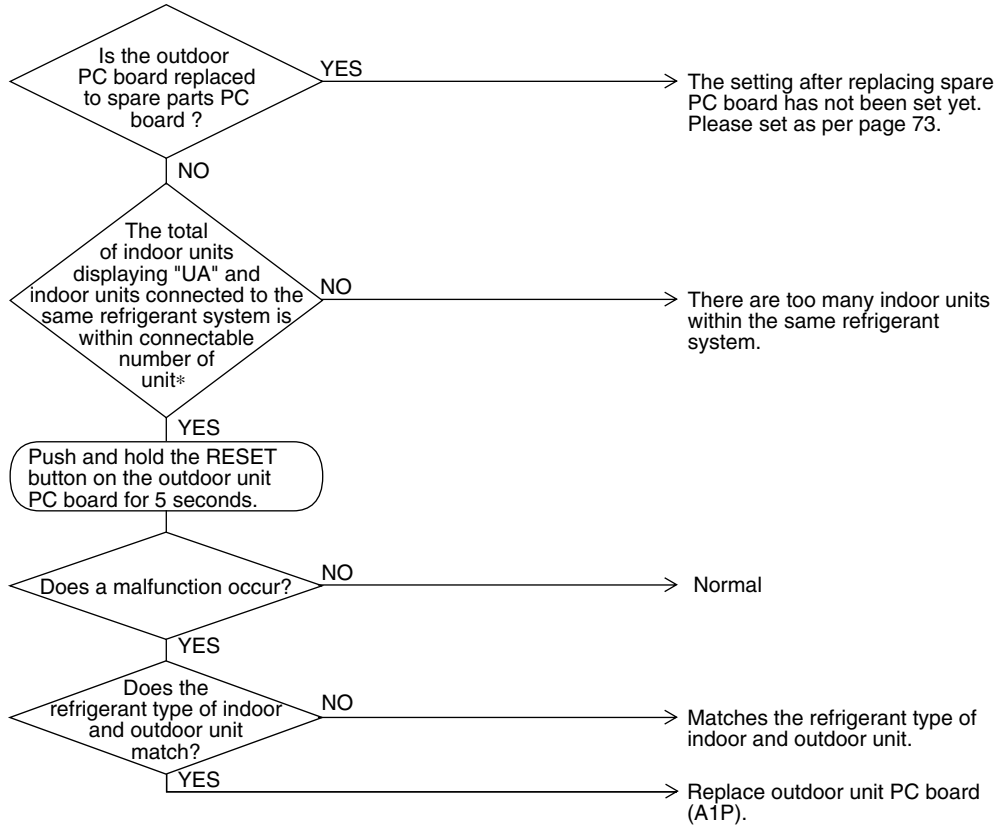 Is the outdoor
PC board replaced
to spare parts PC
board ?
YES
The setting after replacing spare
PC board has not been set yet.
Please set as per page 73.
NO
The total
of indoor units
displaying "UA" and
indoor units connected to the
same refrigerant system is
within connectable
number of
unit*
NO
There are too many indoor units
within the same refrigerant
system.
YES
Push and hold the RESET
button on the outdoor unit
PC board for 5 seconds.
Does a malfunction occur?
NO
Normal
YES
Does the
refrigerant type of indoor
and outdoor unit
match?
NO
Matches the refrigerant type of
indoor and outdoor unit.
YES
Replace outdoor unit PC board
(A1P).